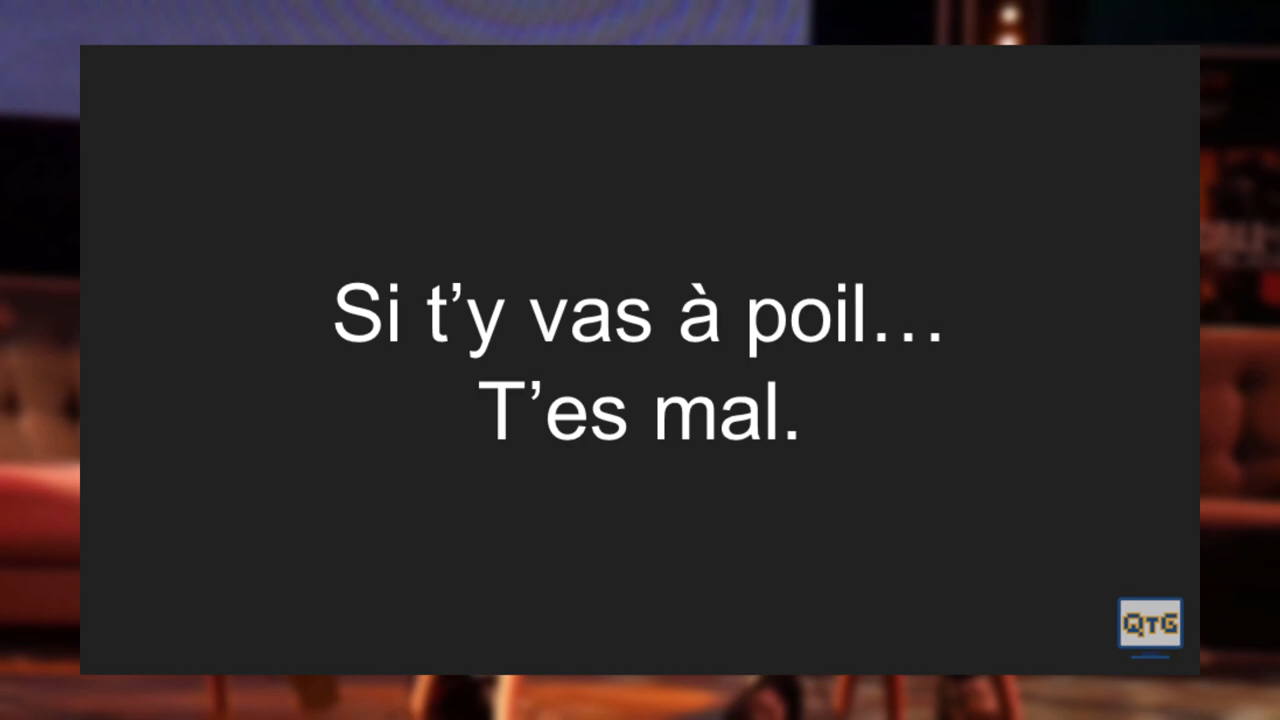 Si t’y vas à poil…
T’es mal.
QTG